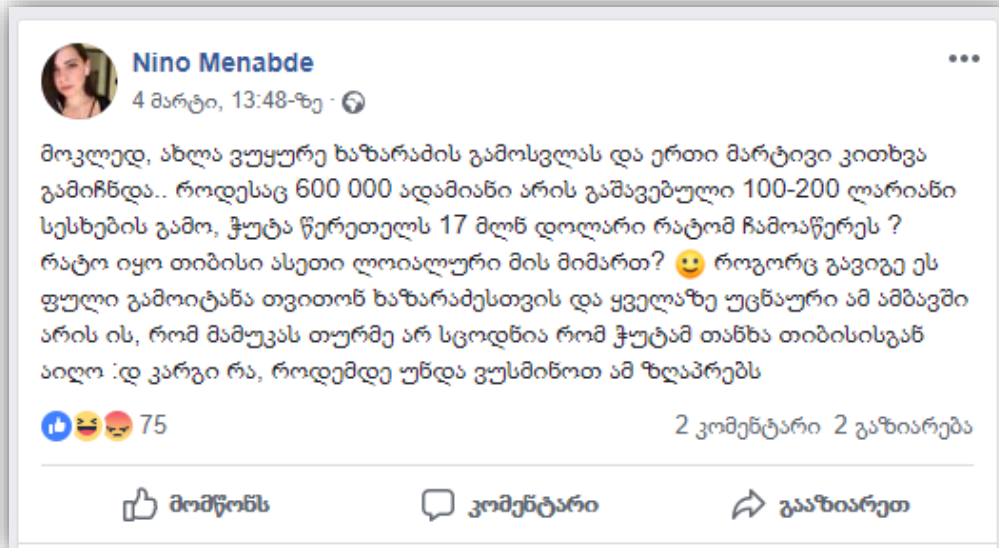 Nino Menabde
4 მარტი, 13:48-ზე ·
მოკლედ, ახლა ვუყურე ხაზარაძის გამოსვლას და ერთი მარტივი კითხვა
გამიჩნდა.. როდესაც 600 000 ადამიანი არის გაშავებული 100-200 ლარიანი
სესხების გამო, ჭუტა წერეთელს 17 მლნ დოლარი რატომ ჩამოაწერეს ?
რატო იყო თიბისი ასეთი ლოიალური მის მიმართ? 🙂 როგორც გავიგე ეს
ფული გამოიტანა თვითონ ხაზარაძესთვის და ყველაზე უცნაური ამ ამბავში
არის ის, რომ მამუკას თურმე არ სცოდნია რომ ჭუტამ თანხა თიბისისგან
აიღო :დ კარგი რა, როდემდე უნდა ვუსმინოთ ამ ზღაპრებს
75
2 კომენტარი 2 გაზიარება
მომწონს კომენტარი გააზიარეთ